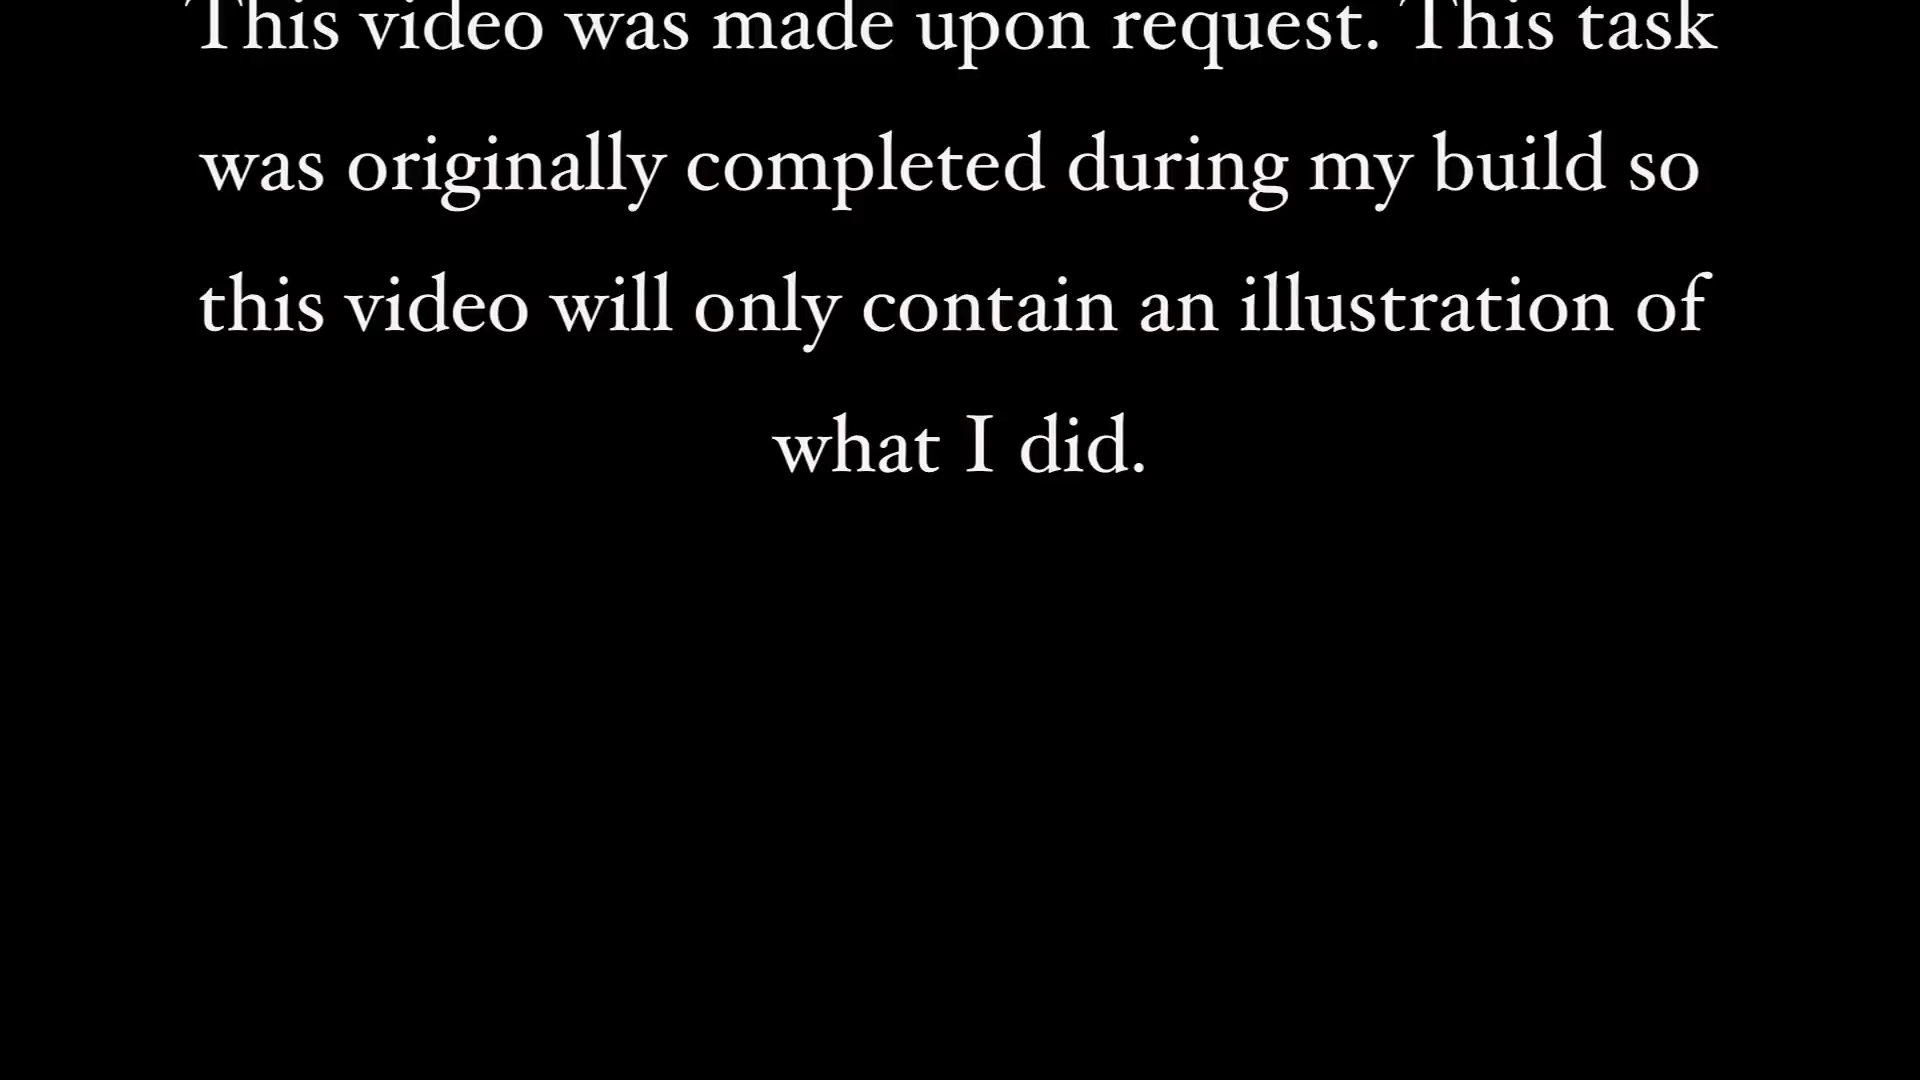 This video was made upon request. This task
was originally completed during my build so
this video will only contain an illustration of
what I did.